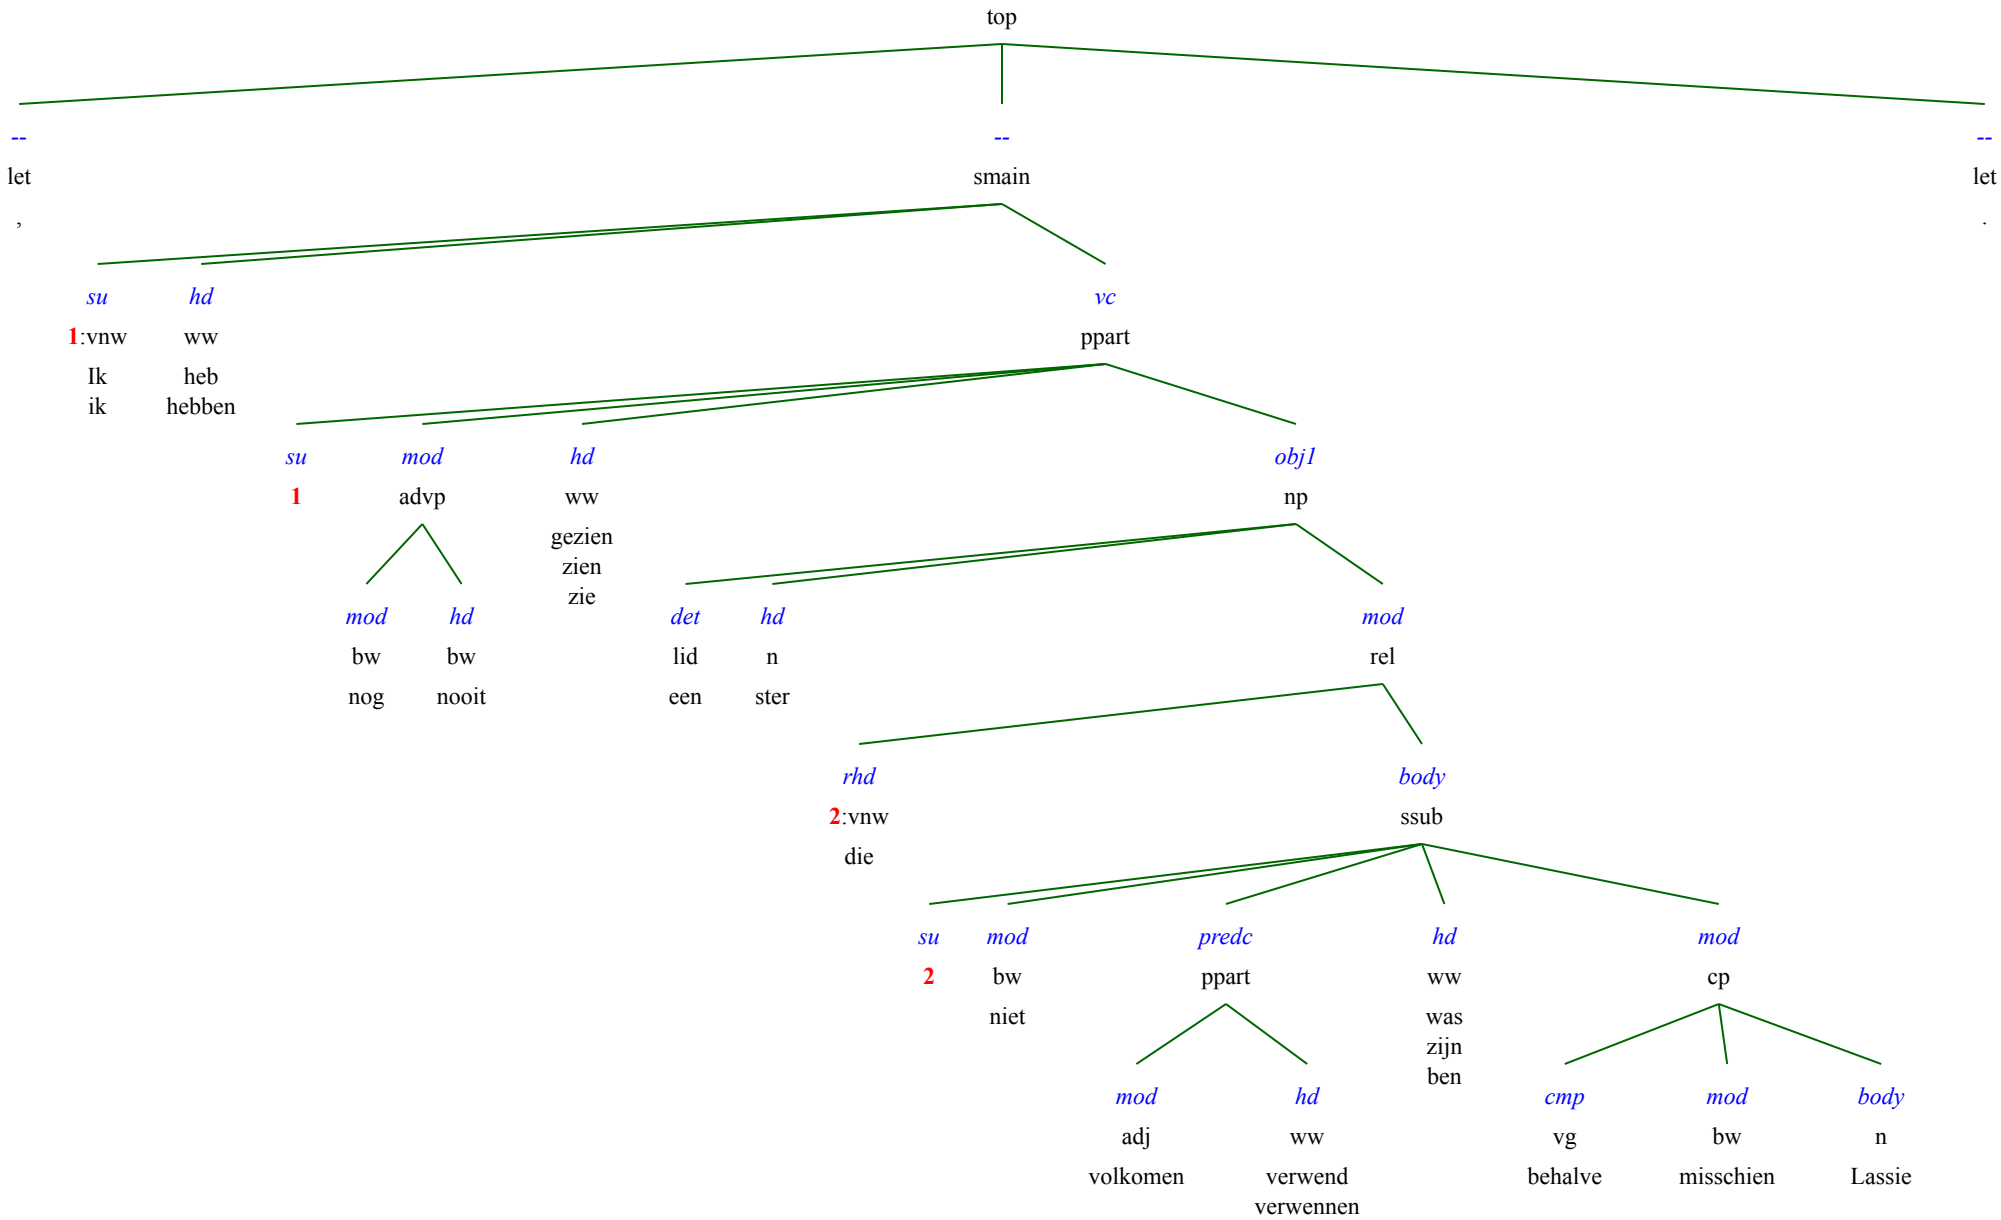 top
-- -- --
let smain let
, .
su hd vc
1:vnw ww ppart
Ik heb
ik hebben
su mod hd obj1
1 advp ww np
gezien
zien
zie
mod hd det hd mod
bw bw lid n rel
nog nooit een ster
rhd body
2:vnw ssub
die
su mod predc hd mod
2 bw ppart ww cp
niet was
zijn
ben
mod hd cmp mod body
adj ww vg bw n
volkomen verwend behalve misschien Lassie
verwennen